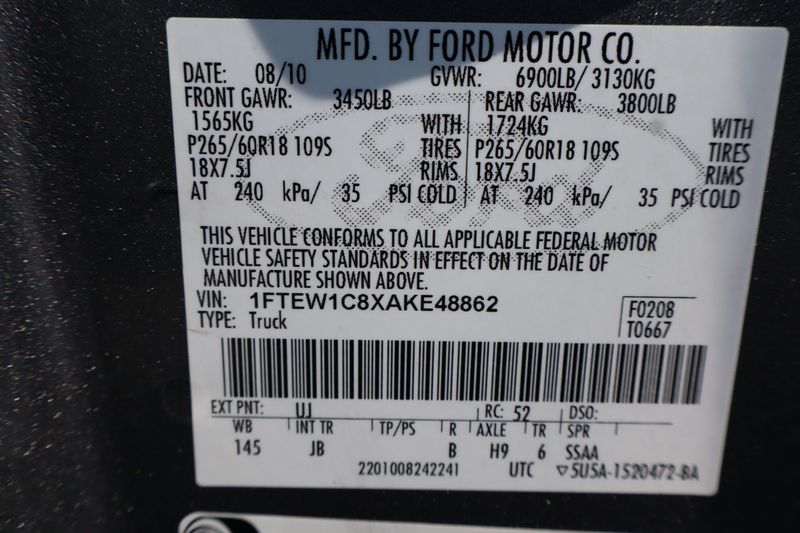 MFD. BY FORD MOTOR CO.
DATE: 08/10 GVWR: 6900LB/ 3130KG
FRONT GAWR: 3450LB REAR GAWR: 3800LB
1565KG WITH 1724KG WITH
P265/60R18 109S TIRES P265/60R18 109S TIRES
18X7.5J RIMS 18X7.5J RIMS
AT 240 kPa/ 35 PSI COLD AT 240 kPa/ 35 PSI COLD
THIS VEHICLE CONFORMS TO ALL APPLICABLE FEDERAL MOTOR
VEHICLE SAFETY STANDARDS IN EFFECT ON THE DATE OF
MANUFACTURE SHOWN ABOVE.
VIN: 1FTEW1C8XAKE48862 F0208
TYPE: Truck T0667
EXT PNT: UJ RC: 52 DSO:
WB INT TR TP/PS R AXLE TR SPR
145 JB B H9 6 SSAA
2201008242241 UTC ▽5U5A-1520472-BA